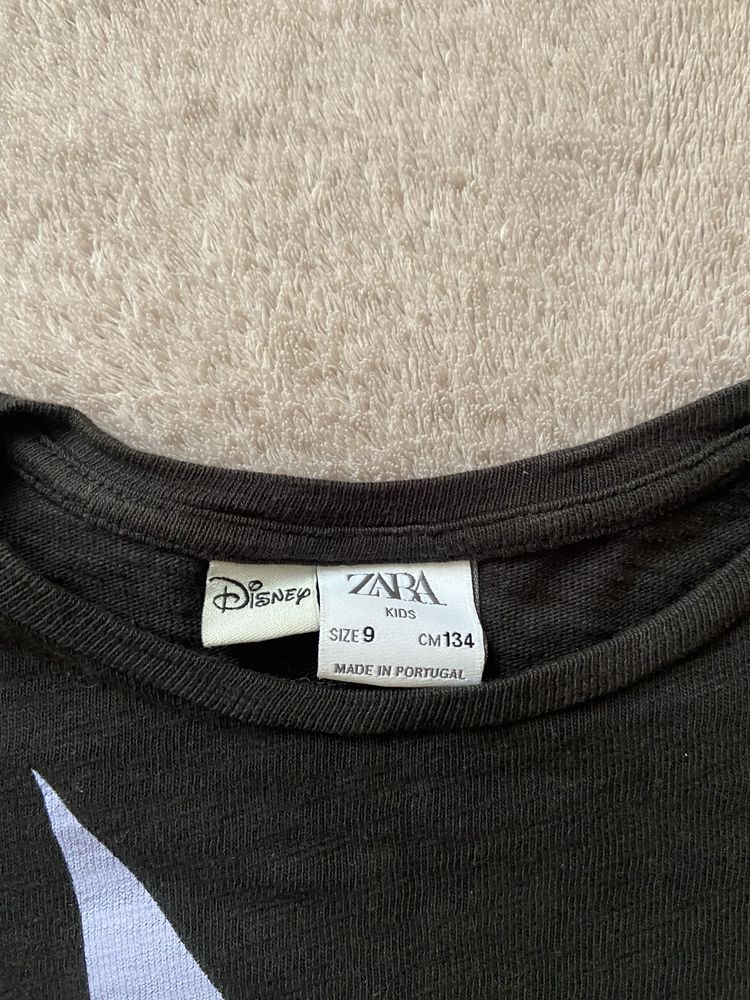 Disney
ZARA
KIDS
SIZE 9 CM 134
MADE IN PORTUGAL